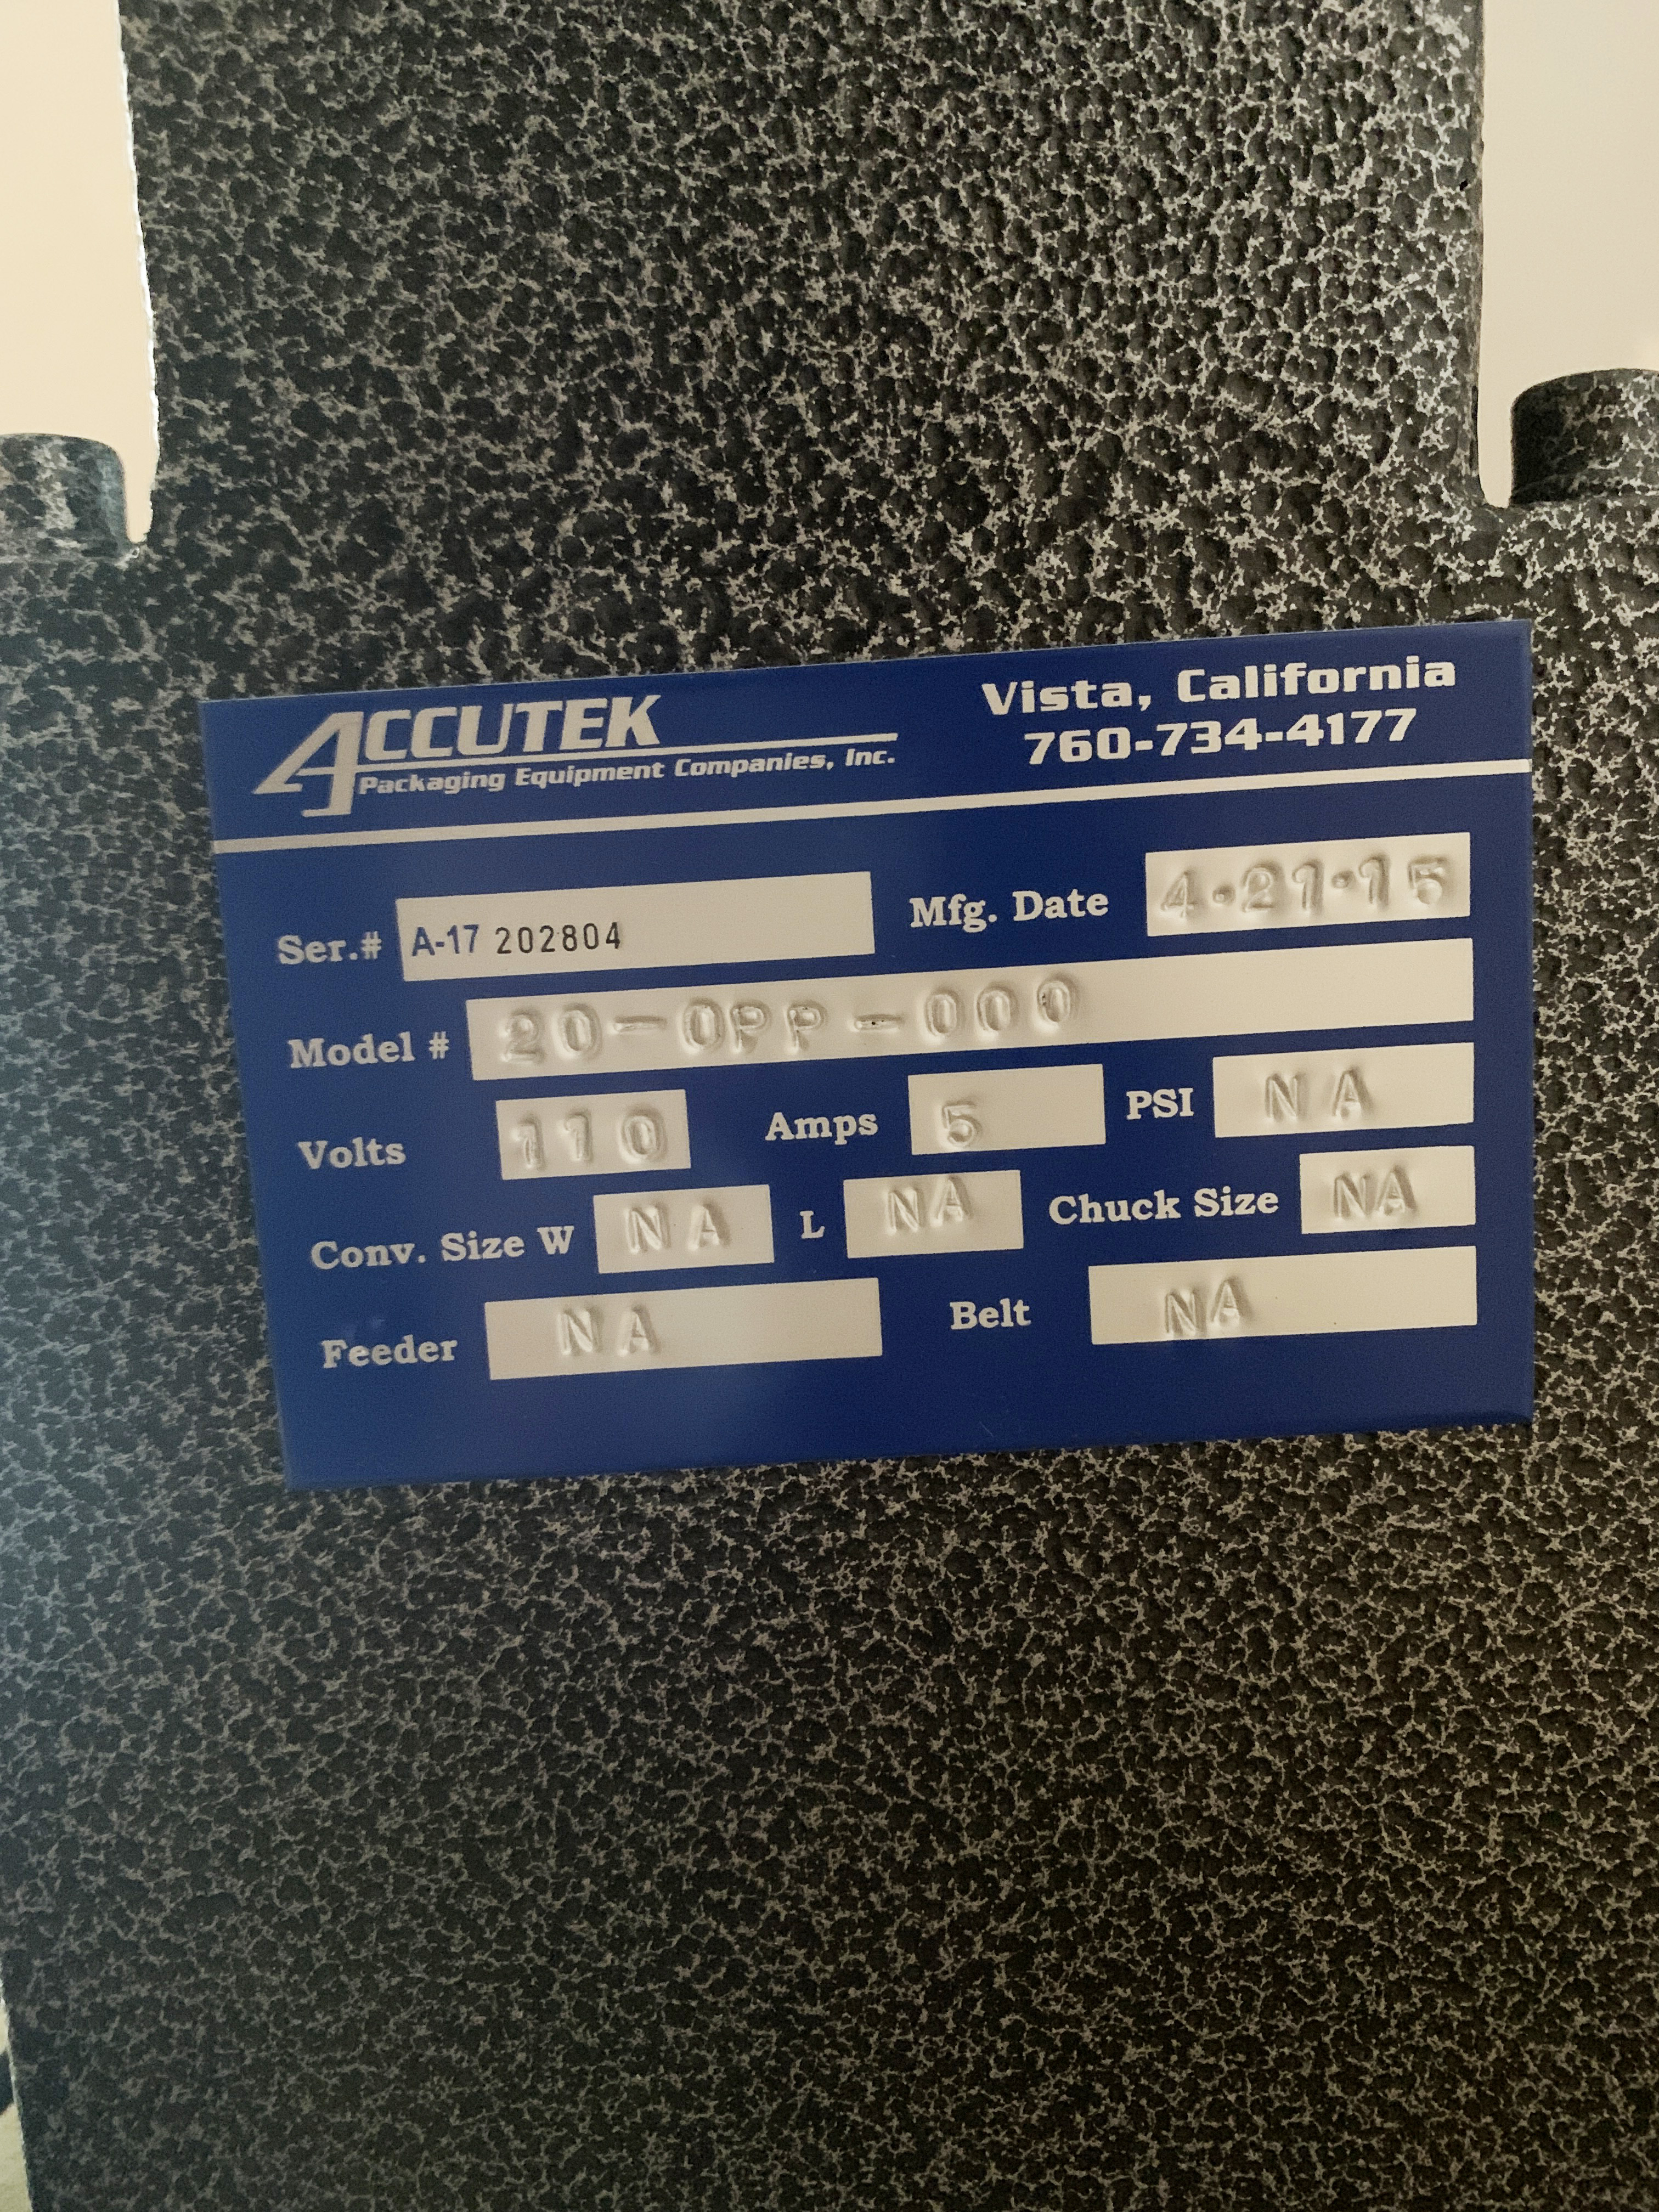 ACCUTEK
Packaging Equipment Companies, Inc.
Vista, California
760-734-4177
Ser.# A-17 202804 Mfg. Date 4·21·15
Model # 20-0PP-000
Volts 110 Amps 5 PSI NA
Conv. Size W NA L NA Chuck Size NA
Feeder NA Belt NA